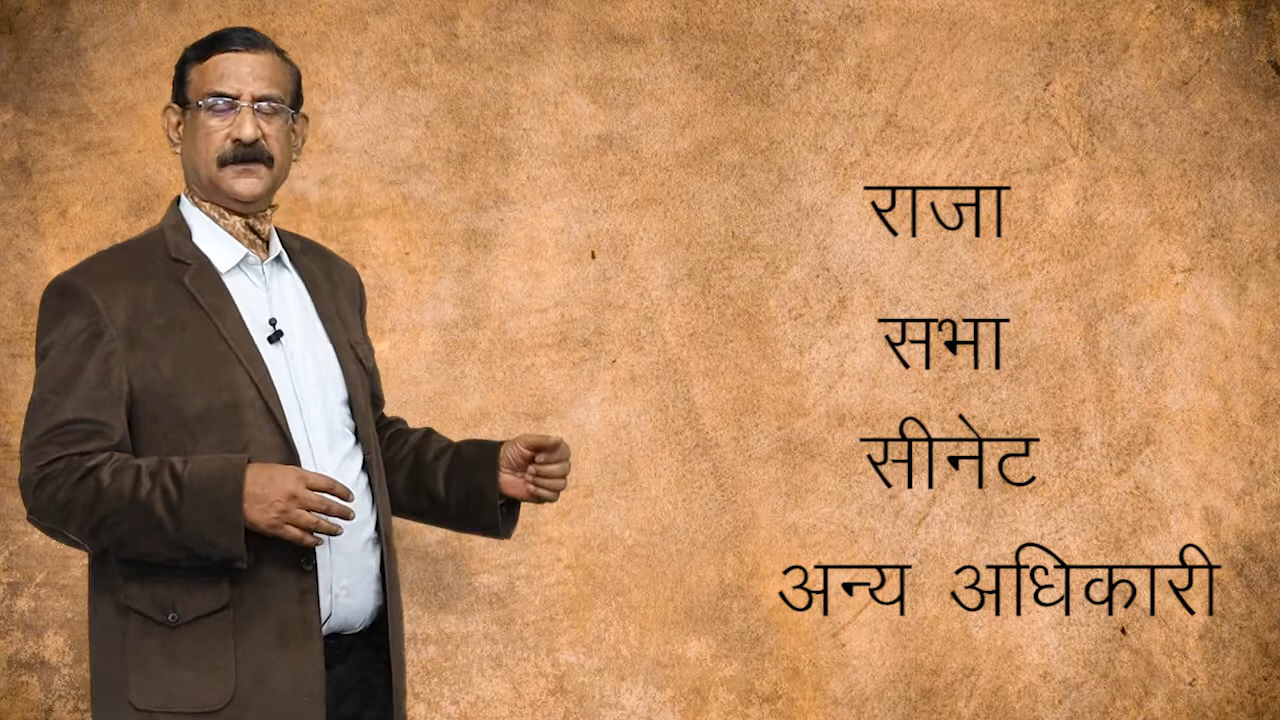 राजा
सभा
सीनेट
अन्य अधिकारी